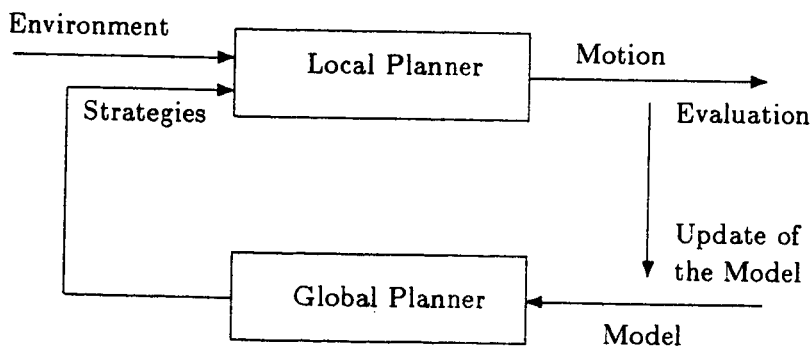 Environment
Local Planner
Motion
Strategies
Evaluation
Update of
the Model
Global Planner
Model